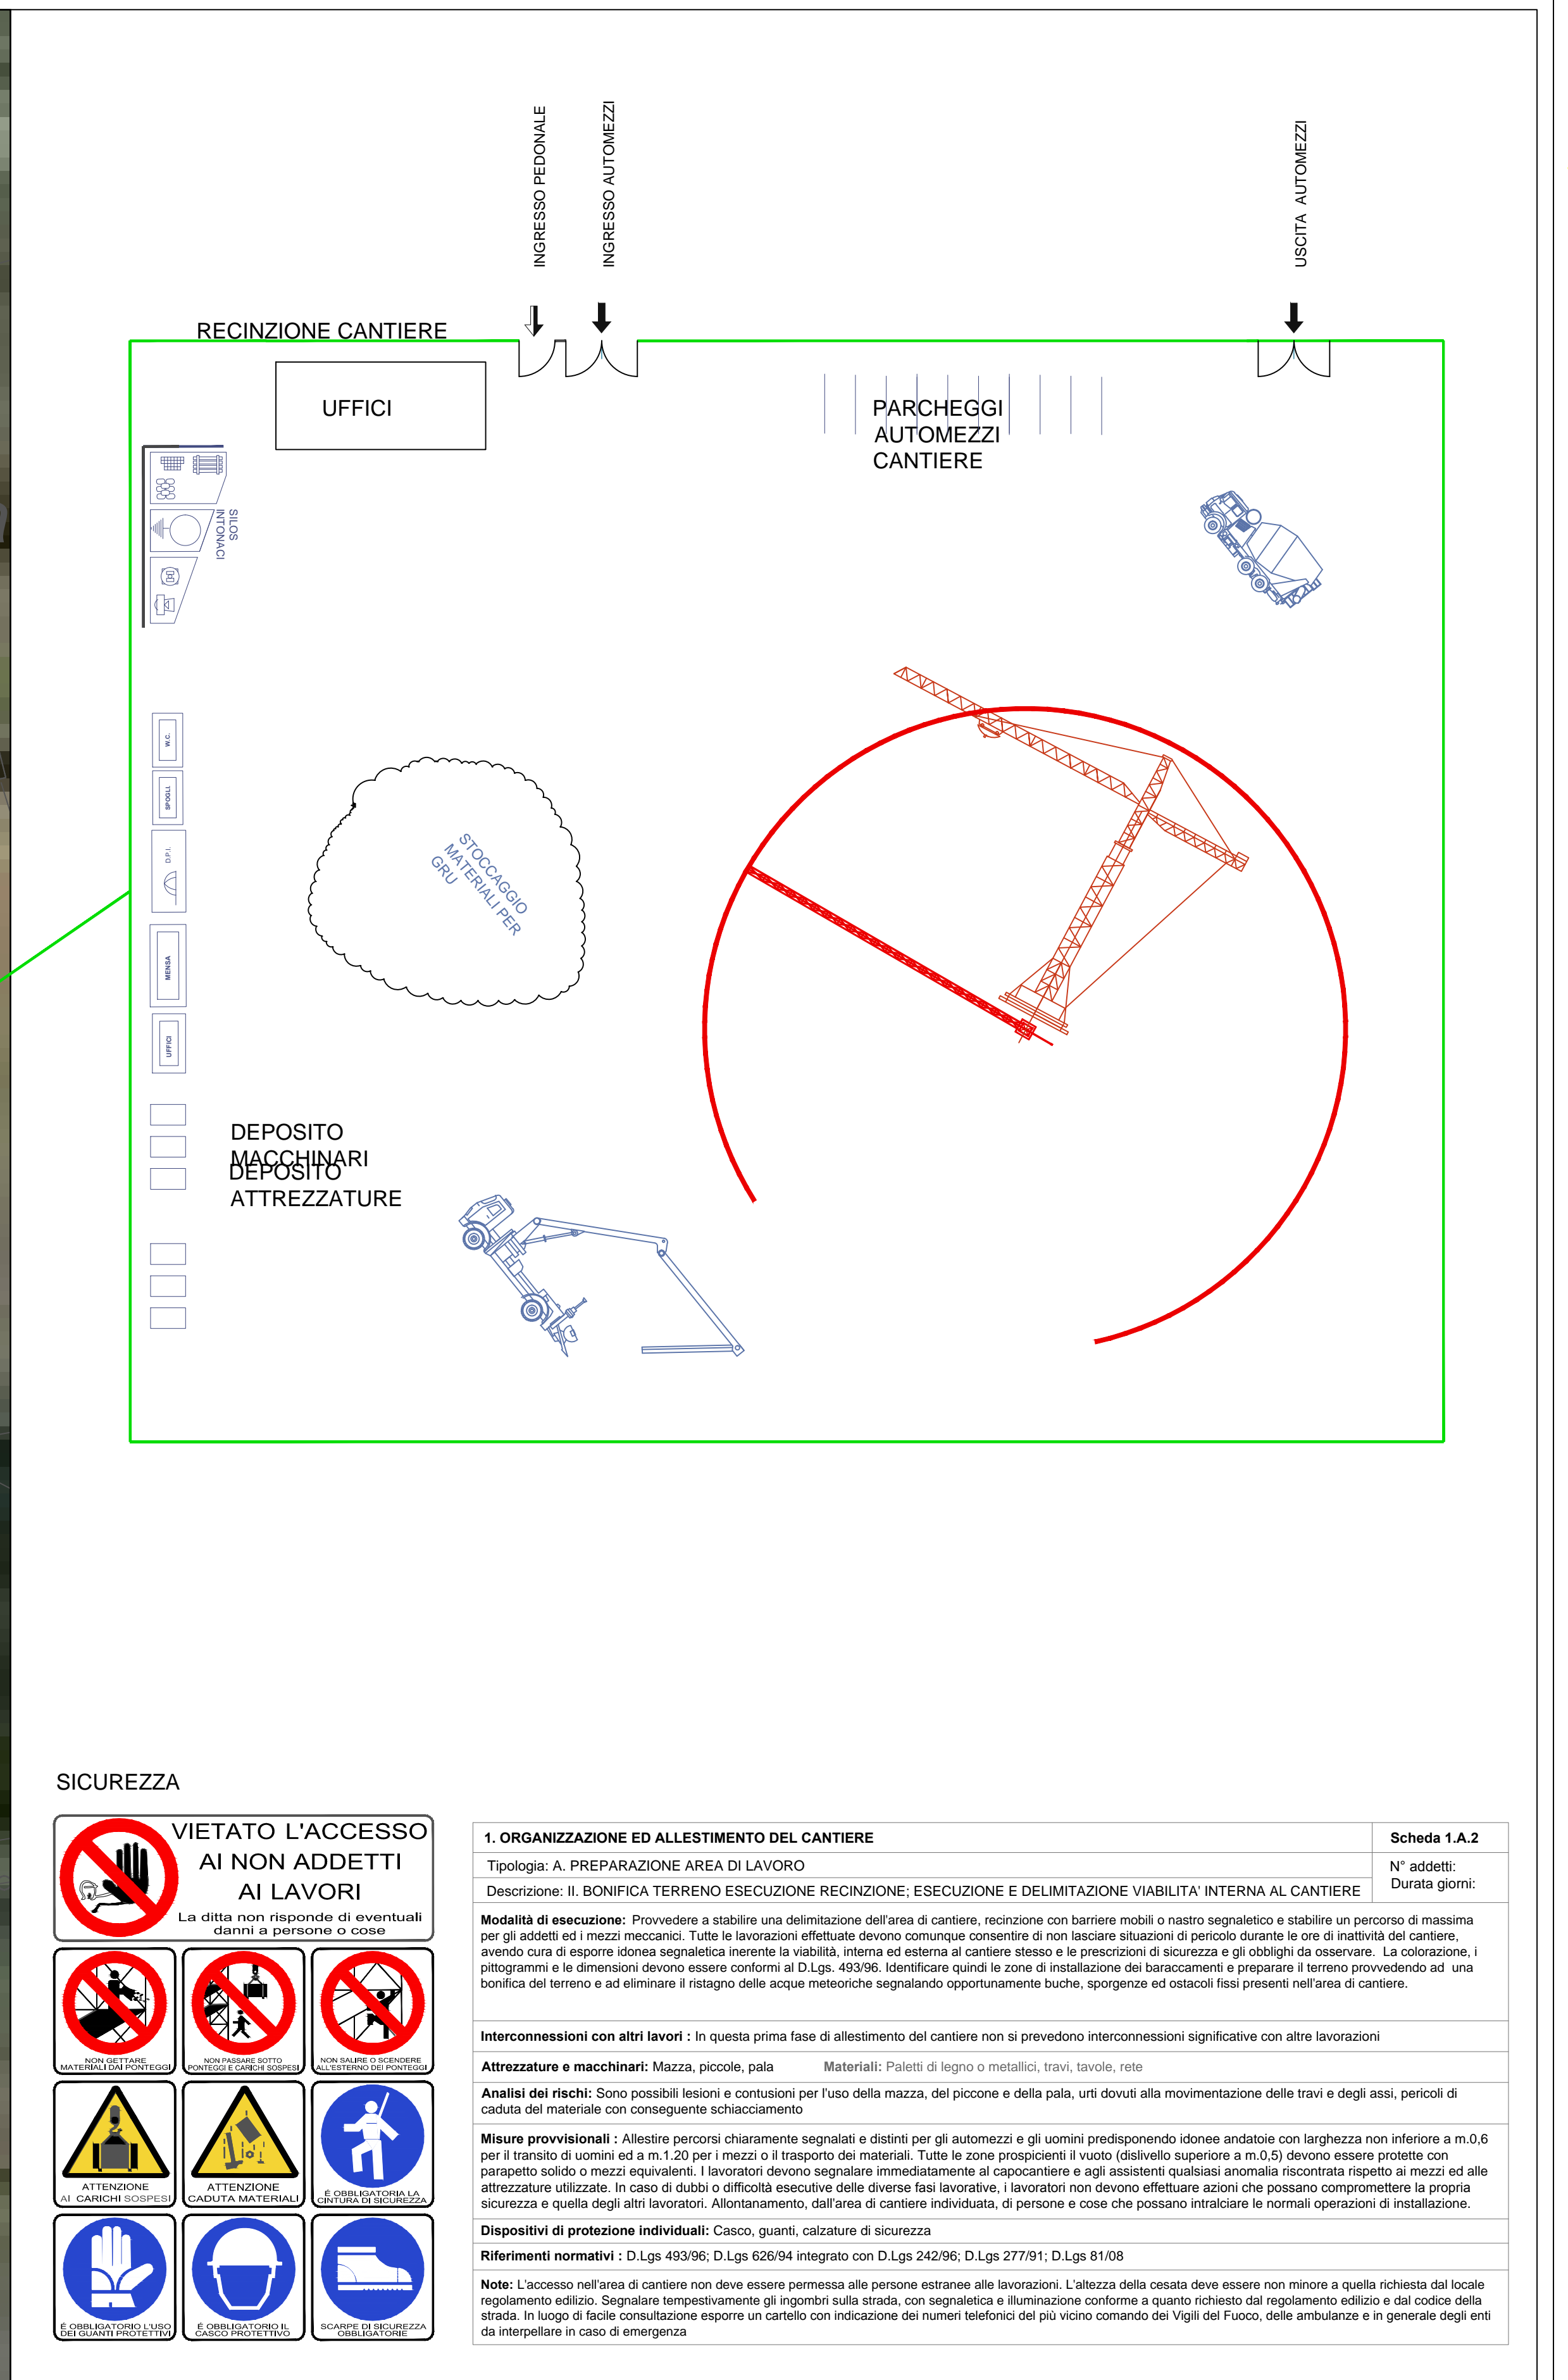 INGRESSO PEDONALE
INGRESSO AUTOMEZZI
USCITA AUTOMEZZI
RECINZIONE CANTIERE
UFFICI
PARCHEGGI
AUTOMEZZI
CANTIERE
SILOS
INTONACI
W.C.
SPOGLI.
D.P.I.
MENSA
UFFICI
STOCCAGGIO
MATERIALI PER
GRU
DEPOSITO
MACCHINARI
DEPOSITO
ATTREZZATURE
SICUREZZA
VIETATO L'ACCESSO
AI NON ADDETTI
AI LAVORI
La ditta non risponde di eventuali
danni a persone o cose
NON GETTARE
MATERIALI DAI PONTEGGI
NON PASSARE SOTTO
PONTEGGI E CARICHI SOSPESI
NON SALIRE O SCENDERE
ALL'ESTERNO DEI PONTEGGI
ATTENZIONE
AI CARICHI SOSPESI
ATTENZIONE
CADUTA MATERIALI
É OBBLIGATORIA LA
CINTURA DI SICUREZZA
É OBBLIGATORIO L'USO
DEI GUANTI PROTETTIVI
É OBBLIGATORIO IL
CASCO PROTETTIVO
SCARPE DI SICUREZZA
OBBLIGATORIE
1. ORGANIZZAZIONE ED ALLESTIMENTO DEL CANTIERE
Scheda 1.A.2
Tipologia: A. PREPARAZIONE AREA DI LAVORO
N° addetti:
Durata giorni:
Descrizione: II. BONIFICA TERRENO ESECUZIONE RECINZIONE; ESECUZIONE E DELIMITAZIONE VIABILITA' INTERNA AL CANTIERE
Modalità di esecuzione: Provvedere a stabilire una delimitazione dell'area di cantiere, recinzione con barriere mobili o nastro segnaletico e stabilire un percorso di massima
per gli addetti ed i mezzi meccanici. Tutte le lavorazioni effettuate devono comunque consentire di non lasciare situazioni di pericolo durante le ore di inattività del cantiere,
avendo cura di esporre idonea segnaletica inerente la viabilità, interna ed esterna al cantiere stesso e le prescrizioni di sicurezza e gli obblighi da osservare. La colorazione, i
pittogrammi e le dimensioni devono essere conformi al D.Lgs. 493/96. Identificare quindi le zone di installazione dei baraccamenti e preparare il terreno provvedendo ad una
bonifica del terreno e ad eliminare il ristagno delle acque meteoriche segnalando opportunamente buche, sporgenze ed ostacoli fissi presenti nell'area di cantiere.
Interconnessioni con altri lavori : In questa prima fase di allestimento del cantiere non si prevedono interconnessioni significative con altre lavorazioni
Attrezzature e macchinari: Mazza, piccole, pala Materiali: Paletti di legno o metallici, travi, tavole, rete
Analisi dei rischi: Sono possibili lesioni e contusioni per l'uso della mazza, del piccone e della pala, urti dovuti alla movimentazione delle travi e degli assi, pericoli di
caduta del materiale con conseguente schiacciamento
Misure provvisionali : Allestire percorsi chiaramente segnalati e distinti per gli automezzi e gli uomini predisponendo idonee andatoie con larghezza non inferiore a m.0,6
per il transito di uomini ed a m.1.20 per i mezzi o il trasporto dei materiali. Tutte le zone prospicienti il vuoto (dislivello superiore a m.0,5) devono essere protette con
parapetto solido o mezzi equivalenti. I lavoratori devono segnalare immediatamente al capocantiere e agli assistenti qualsiasi anomalia riscontrata rispetto ai mezzi ed alle
attrezzature utilizzate. In caso di dubbi o difficoltà esecutive delle diverse fasi lavorative, i lavoratori non devono effettuare azioni che possano compromettere la propria
sicurezza e quella degli altri lavoratori. Allontanamento, dall'area di cantiere individuata, di persone e cose che possano intralciare le normali operazioni di installazione.
Dispositivi di protezione individuali: Casco, guanti, calzature di sicurezza
Riferimenti normativi : D.Lgs 493/96; D.Lgs 626/94 integrato con D.Lgs 242/96; D.Lgs 277/91; D.Lgs 81/08
Note: L'accesso nell'area di cantiere non deve essere permessa alle persone estranee alle lavorazioni. L'altezza della cesata deve essere non minore a quella richiesta dal locale
regolamento edilizio. Segnalare tempestivamente gli ingombri sulla strada, con segnaletica e illuminazione conforme a quanto richiesto dal regolamento edilizio e dal codice della
strada. In luogo di facile consultazione esporre un cartello con indicazione dei numeri telefonici del più vicino comando dei Vigili del Fuoco, delle ambulanze e in generale degli enti
da interpellare in caso di emergenza